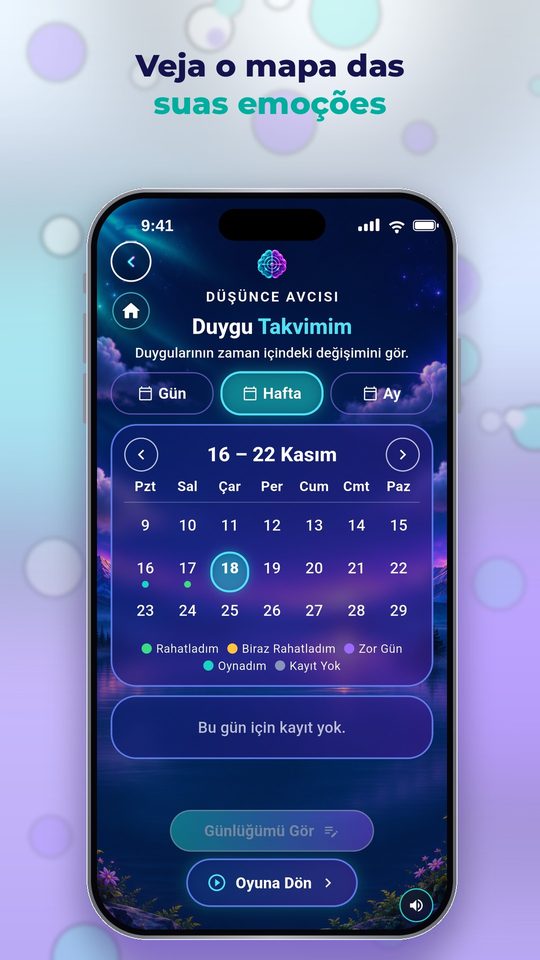 Veja o mapa das
suas emoções
9:41
DÜŞÜNCE AVCISI
Duygu Takvimim
Duygularının zaman içindeki değişimini gör.
Gün Hafta Ay
16 – 22 Kasım
Pzt Sal Çar Per Cum Cmt Paz
9 10 11 12 13 14 15
16 17 18 19 20 21 22
23 24 25 26 27 28 29
Rahatladım Biraz Rahatladım Zor Gün
Oynadım Kayıt Yok
Bu gün için kayıt yok.
Günlüğümü Gör
Oyuna Dön